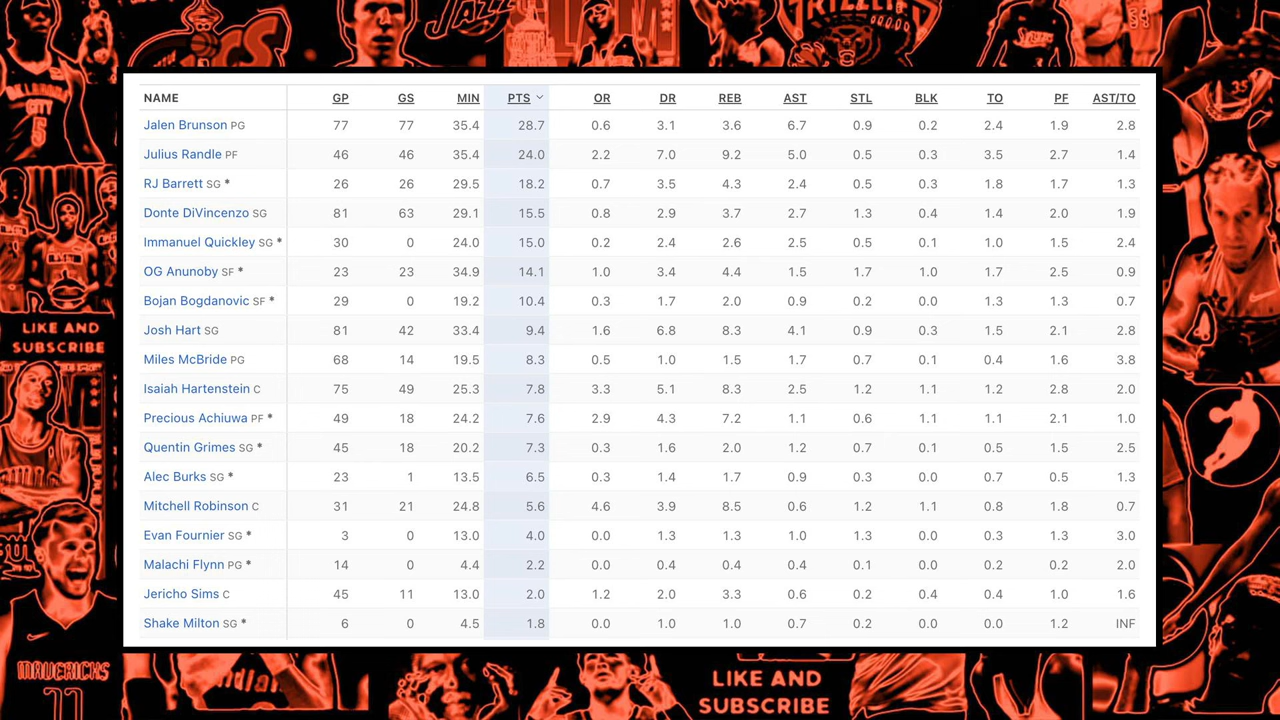 JAZZ
GRIZZLIES
OKLAHOMA
CITY
5
35
NAME GP GS MIN PTS OR DR REB AST STL BLK TO PF AST/TO
Jalen Brunson PG 77 77 35.4 28.7 0.6 3.1 3.6 6.7 0.9 0.2 2.4 1.9 2.8
Julius Randle PF 46 46 35.4 24.0 2.2 7.0 9.2 5.0 0.5 0.3 3.5 2.7 1.4
RJ Barrett SG * 26 26 29.5 18.2 0.7 3.5 4.3 2.4 0.5 0.3 1.8 1.7 1.3
Donte DiVincenzo SG 81 63 29.1 15.5 0.8 2.9 3.7 2.7 1.3 0.4 1.4 2.0 1.9
Immanuel Quickley SG * 30 0 24.0 15.0 0.2 2.4 2.6 2.5 0.5 0.1 1.0 1.5 2.4
OG Anunoby SF * 23 23 34.9 14.1 1.0 3.4 4.4 1.5 1.7 1.0 1.7 2.5 0.9
Bojan Bogdanovic SF * 29 0 19.2 10.4 0.3 1.7 2.0 0.9 0.2 0.0 1.3 1.3 0.7
Josh Hart SG 81 42 33.4 9.4 1.6 6.8 8.3 4.1 0.9 0.3 1.5 2.1 2.8
Miles McBride PG 68 14 19.5 8.3 0.5 1.0 1.5 1.7 0.7 0.1 0.4 1.6 3.8
Isaiah Hartenstein C 75 49 25.3 7.8 3.3 5.1 8.3 2.5 1.2 1.1 1.2 2.8 2.0
Precious Achiuwa PF * 49 18 24.2 7.6 2.9 4.3 7.2 1.1 0.6 1.1 1.1 2.1 1.0
Quentin Grimes SG * 45 18 20.2 7.3 0.3 1.6 2.0 1.2 0.7 0.1 0.5 1.5 2.5
Alec Burks SG * 23 1 13.5 6.5 0.3 1.4 1.7 0.9 0.3 0.0 0.7 0.5 1.3
Mitchell Robinson C 31 21 24.8 5.6 4.6 3.9 8.5 0.6 1.2 1.1 0.8 1.8 0.7
Evan Fournier SG * 3 0 13.0 4.0 0.0 1.3 1.3 1.0 1.3 0.0 0.3 1.3 3.0
Malachi Flynn PG * 14 0 4.4 2.2 0.0 0.4 0.4 0.4 0.1 0.0 0.2 0.2 2.0
Jericho Sims C 45 11 13.0 2.0 1.2 2.0 3.3 0.6 0.2 0.4 0.4 1.0 1.6
Shake Milton SG * 6 0 4.5 1.8 0.0 1.0 1.0 0.7 0.2 0.0 0.0 1.2 INF
LIKE AND
SUBSCRIBE
MAVERICKS
77
LIKE AND
SUBSCRIBE